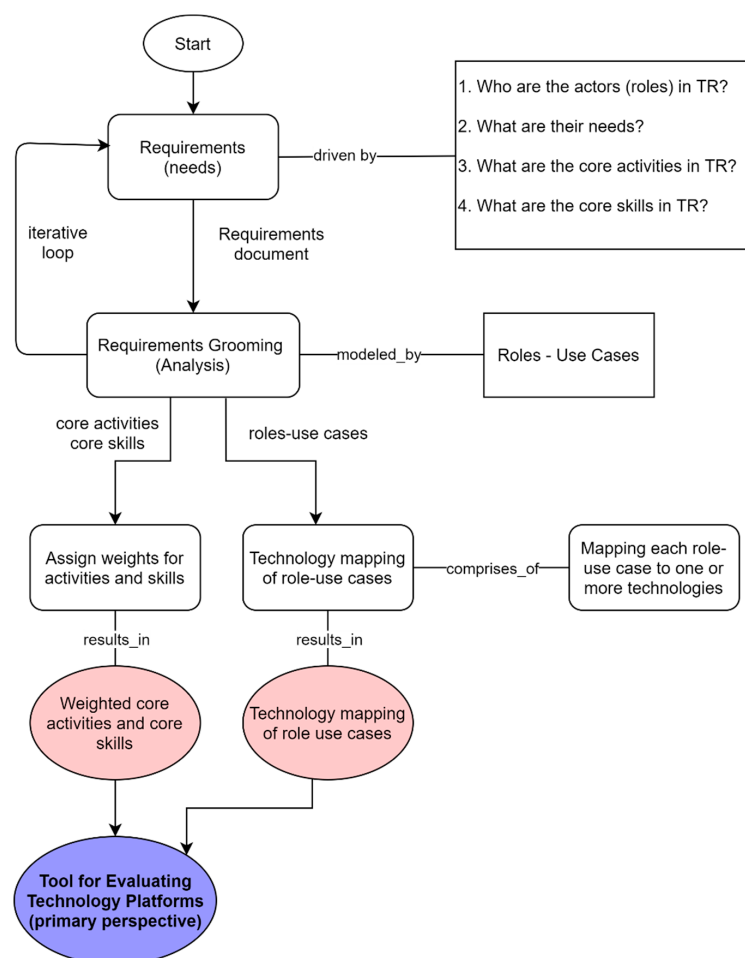 Start
Requirements
(needs)
driven by
1. Who are the actors (roles) in TR?
2. What are their needs?
3. What are the core activities in TR?
4. What are the core skills in TR?
iterative
loop
Requirements
document
Requirements Grooming
(Analysis)
modeled_by
Roles - Use Cases
core activities
core skills
roles-use cases
Assign weights for
activities and skills
Technology mapping
of role-use cases
comprises_of
Mapping each role-
use case to one or
more technologies
results_in
results_in
Weighted core
activities and core
skills
Technology mapping
of role use cases
Tool for Evaluating
Technology Platforms
(primary perspective)